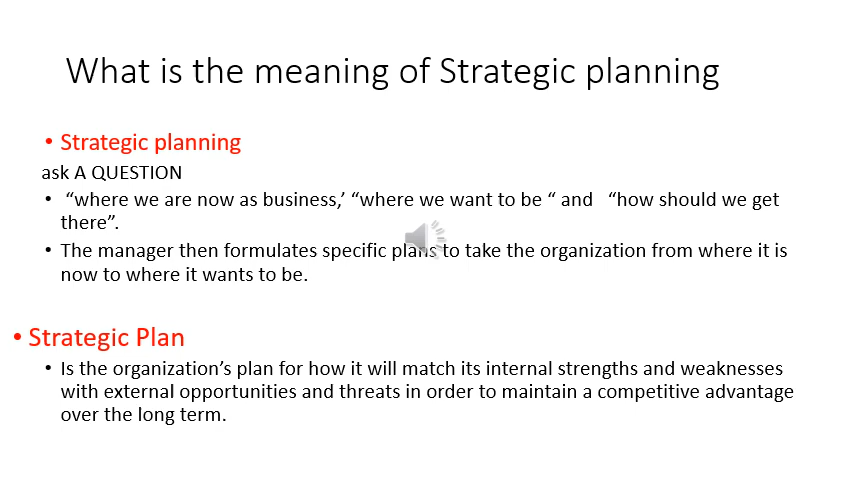 What is the meaning of Strategic planning
• Strategic planning
ask A QUESTION
• “where we are now as business,’ “where we want to be “ and “how should we get
there”.
• The manager then formulates specific plans to take the organization from where it is
now to where it wants to be.
• Strategic Plan
• Is the organization’s plan for how it will match its internal strengths and weaknesses
with external opportunities and threats in order to maintain a competitive advantage
over the long term.